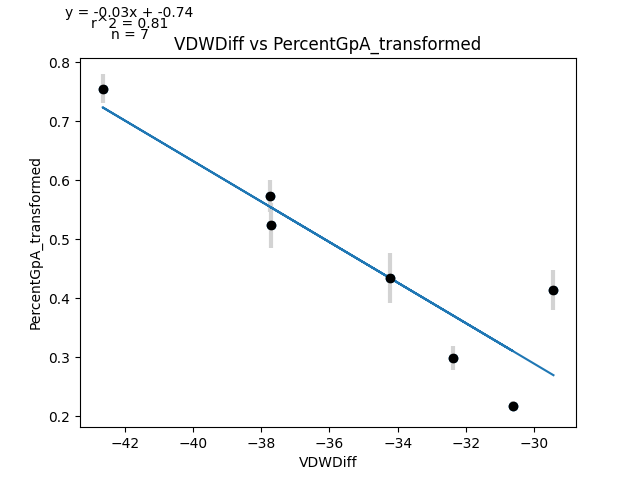 y = -0.03x + -0.74
r^2 = 0.81
n = 7
VDWDiff vs PercentGpA_transformed
PercentGpA_transformed
0.8
0.7
0.6
0.5
0.4
0.3
0.2
−42 −40 −38 −36 −34 −32 −30
VDWDiff